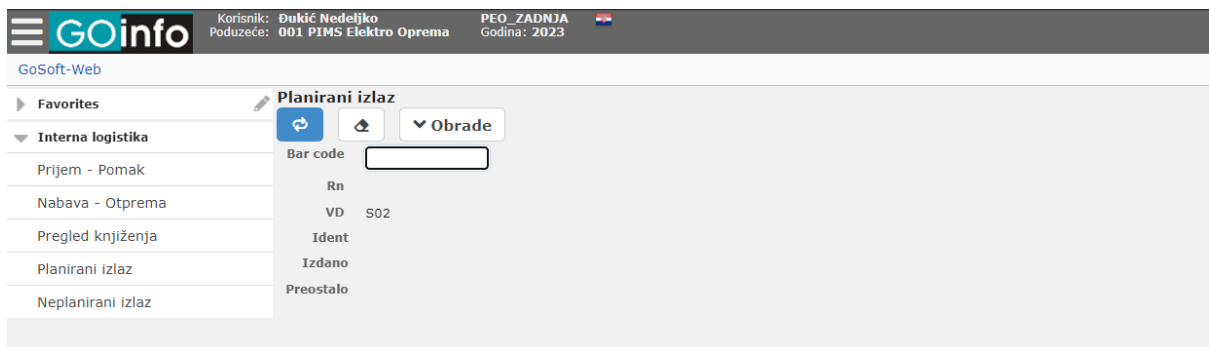 GOinfo
Korisnik: Đukić Nedeljko PEO_ZADNJA
Poduzeće: 001 PIMS Elektro Oprema Godina: 2023
GoSoft-Web
Favorites
Interna logistika
Prijem - Pomak
Nabava - Otprema
Pregled knjiženja
Planirani izlaz
Neplanirani izlaz
Planirani izlaz
Obrade
Bar code
Rn
VD S02
Ident
Izdano
Preostalo